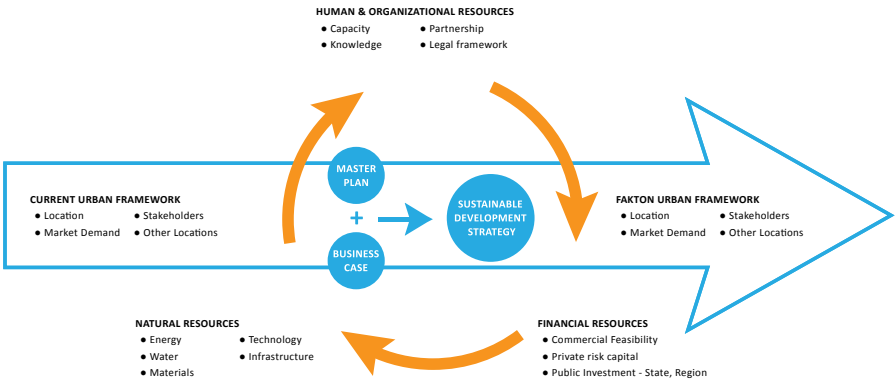 HUMAN & ORGANIZATIONAL RESOURCES
● Capacity ● Partnership
● Knowledge ● Legal framework
MASTER
PLAN
+
BUSINESS
CASE
SUSTAINABLE
DEVELOPMENT
STRATEGY
CURRENT URBAN FRAMEWORK
● Location ● Stakeholders
● Market Demand ● Other Locations
FAKTON URBAN FRAMEWORK
● Location ● Stakeholders
● Market Demand ● Other Locations
NATURAL RESOURCES
● Energy ● Technology
● Water ● Infrastructure
● Materials
FINANCIAL RESOURCES
● Commercial Feasibility
● Private risk capital
● Public Investment - State, Region